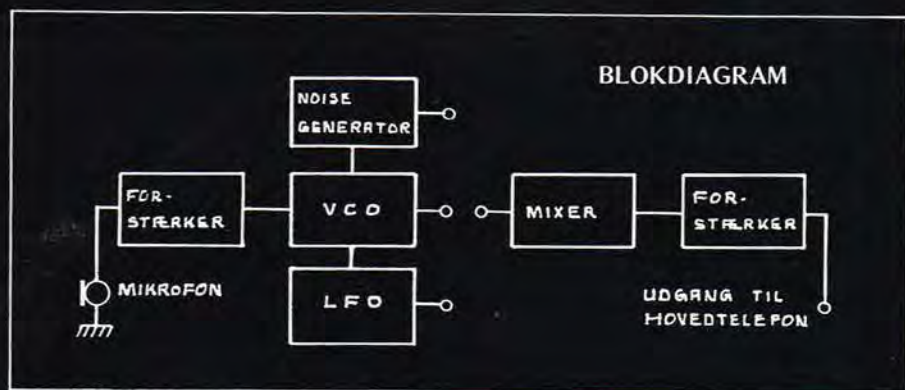 BLOKDIAGRAM
NOISE
GENERATOR
FOR-
STÆRKER
VCO
MIXER
FOR-
STÆRKER
MIKROFON
LFO
UDGANG TIL
HOVEDTELEFON